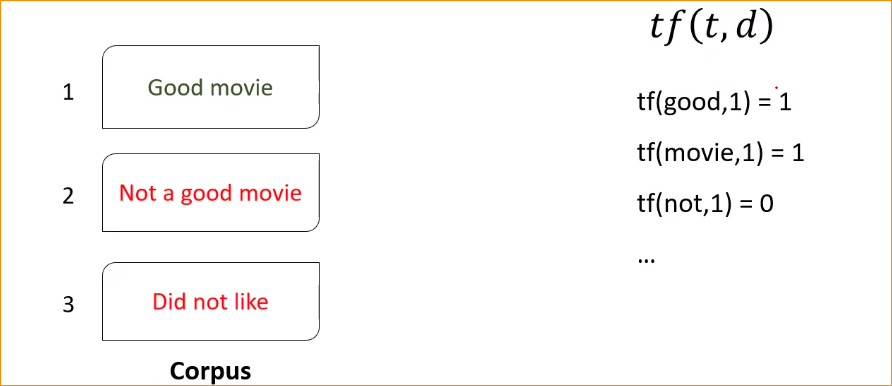 tf(t,d)
1 Good movie
2 Not a good movie
3 Did not like
Corpus
tf(good,1) = 1
tf(movie,1) = 1
tf(not,1) = 0
...